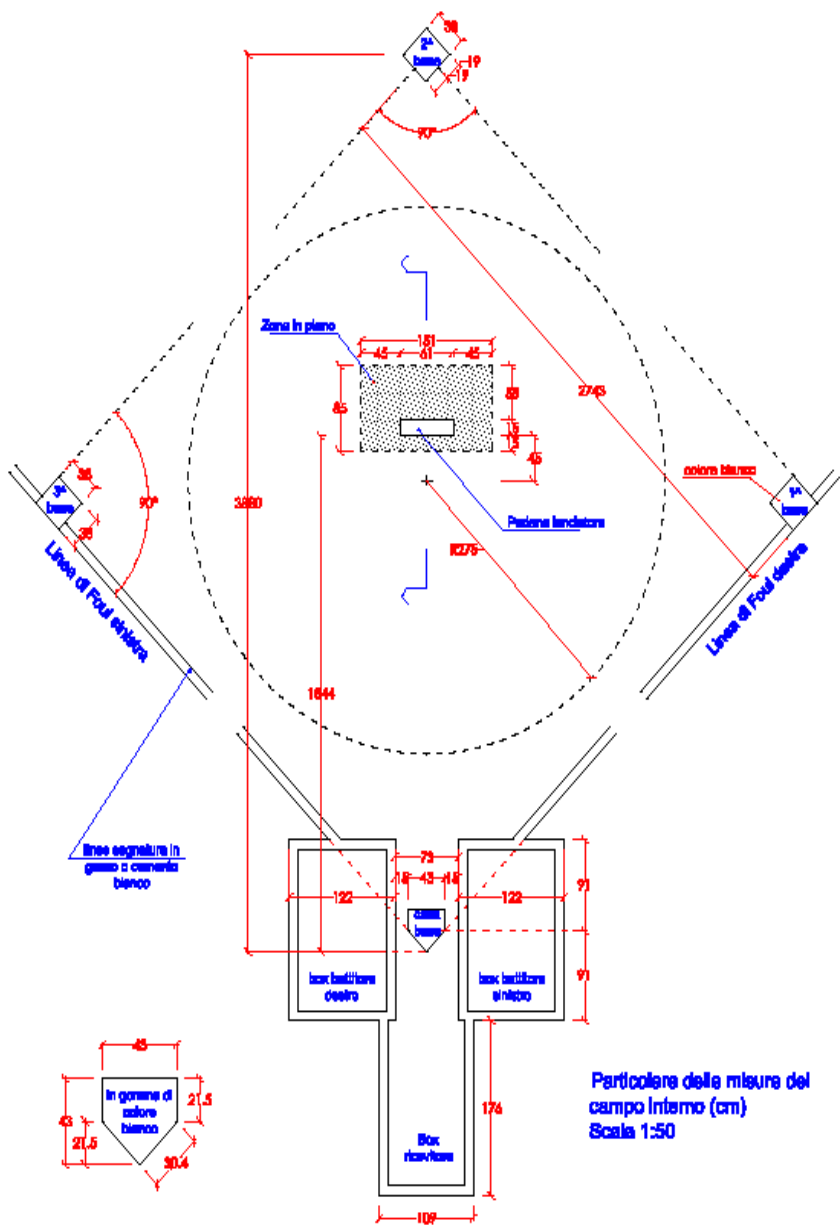 38
2ª
base
19
19
90°
Zona in piano
151
45 61 45
85
55
15
45
2743
3880
38
3ª
base
38
90°
colore bianco
1ª
base
Pedana lanciatore
R275
Linea di Foul sinistra
Linea di Foul destra
1844
linee segnatura in
gesso o cemento
bianco
73
15 43 15
122
122
casa
base
91
91
box battitore
destro
box battitore
sinistro
43
in gomma di
colore
bianco
43
21.5
21.5
30.4
176
Box
ricevitore
109
Particolare delle misure del
campo interno (cm)
Scala 1:50